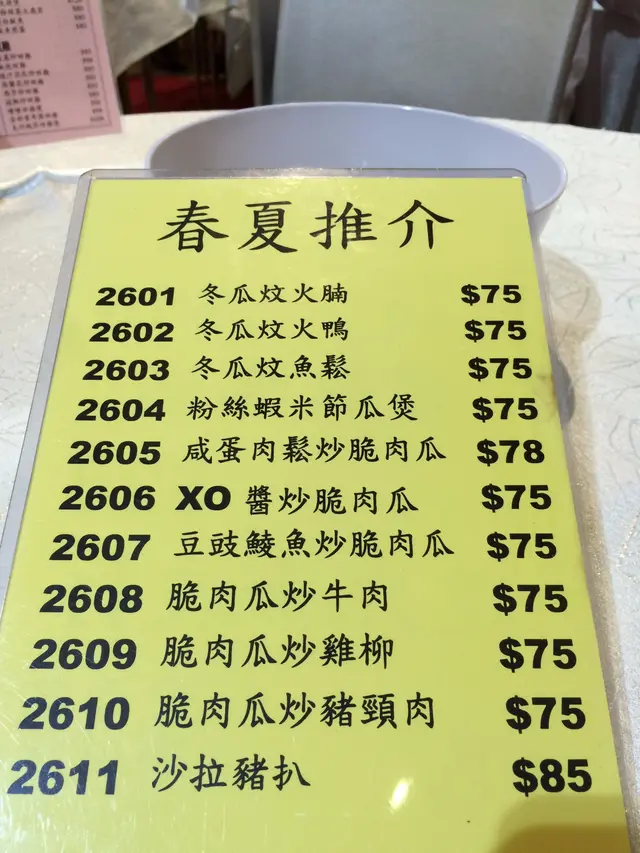 春夏推介
2601 冬瓜炆火腩 $75
2602 冬瓜炆火鴨 $75
2603 冬瓜炆魚鬆 $75
2604 粉絲蝦米節瓜煲 $75
2605 咸蛋肉鬆炒脆肉瓜 $78
2606 XO 醬炒脆肉瓜 $75
2607 豆豉鯪魚炒脆肉瓜 $75
2608 脆肉瓜炒牛肉 $75
2609 脆肉瓜炒雞柳 $75
2610 脆肉瓜炒豬頸肉 $75
2611 沙拉豬扒 $85